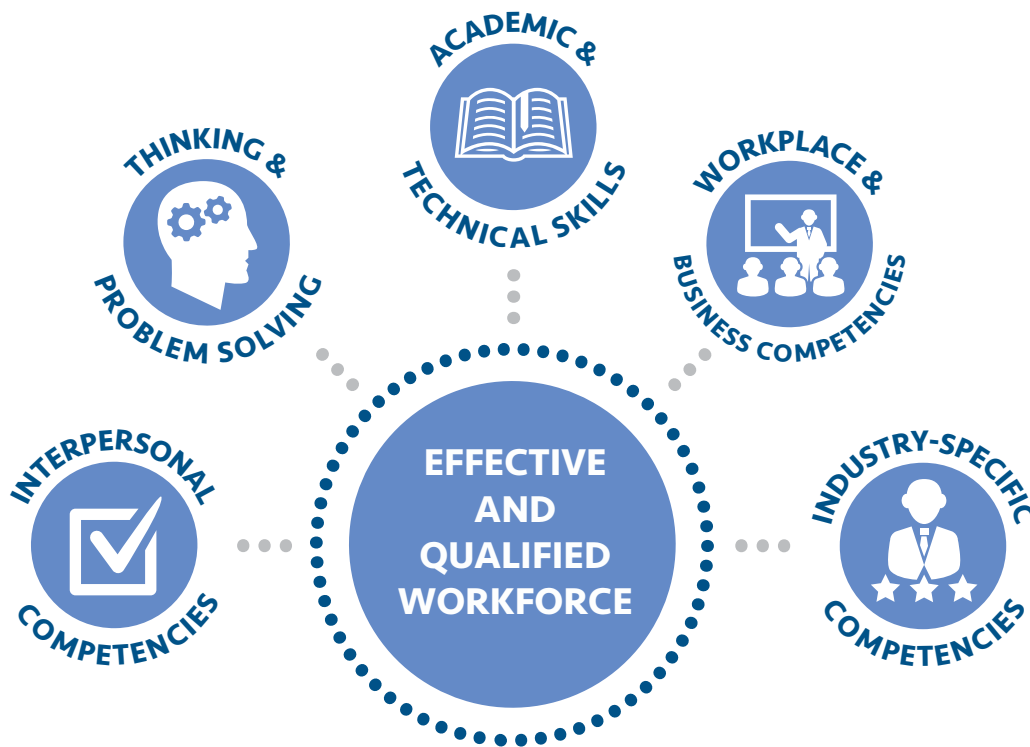 ACADEMIC &
TECHNICAL SKILLS
THINKING &
PROBLEM SOLVING
WORKPLACE &
BUSINESS COMPETENCIES
INTERPERSONAL
COMPETENCIES
EFFECTIVE
AND
QUALIFIED
WORKFORCE
INDUSTRY-SPECIFIC
COMPETENCIES